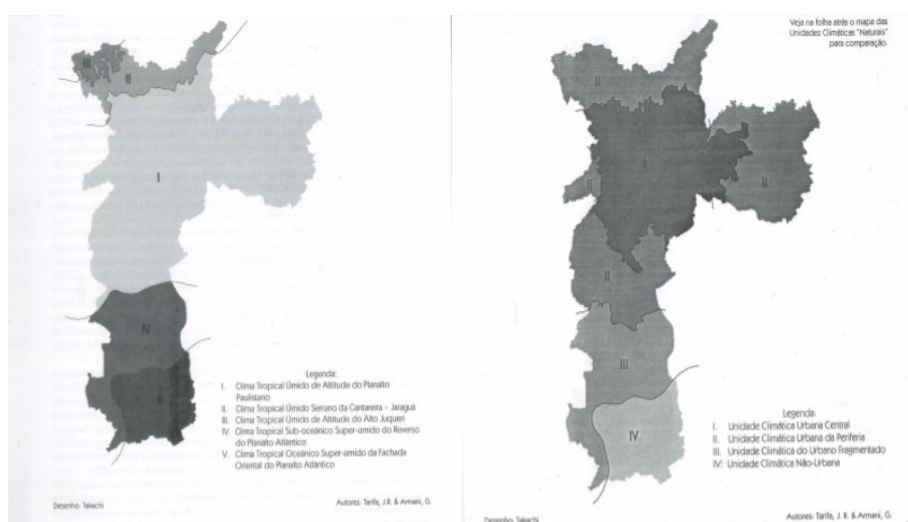 III
II
I
IV
V
Legenda:
I. Clima Tropical Úmido de Altitude do Planalto
Paulistano
II. Clima Tropical Úmido Serrano da Cantareira – Jaraguá
III. Clima Tropical Úmido de Altitude do Alto Juqueri
IV. Clima Tropical Sub-oceânico Super-úmido do Reverso
do Planalto Atlântico
V. Clima Tropical Oceânico Super-úmido da Fachada
Oriental do Planalto Atlântico
Desenho: Takachi
Autores: Tarifa, J.R. & Armani, G.
Veja na folha atrás o mapa das
Unidades Climáticas "Naturais"
para comparação.
II
I
II
II
II
III
IV
Legenda:
I. Unidade Climática Urbana Central
II. Unidade Climática Urbana da Periferia
III. Unidade Climática do Urbano Fragmentado
IV: Unidade Climática Não-Urbana
Desenho: Takachi
Autores: Tarifa, J.R. & Armani, G.